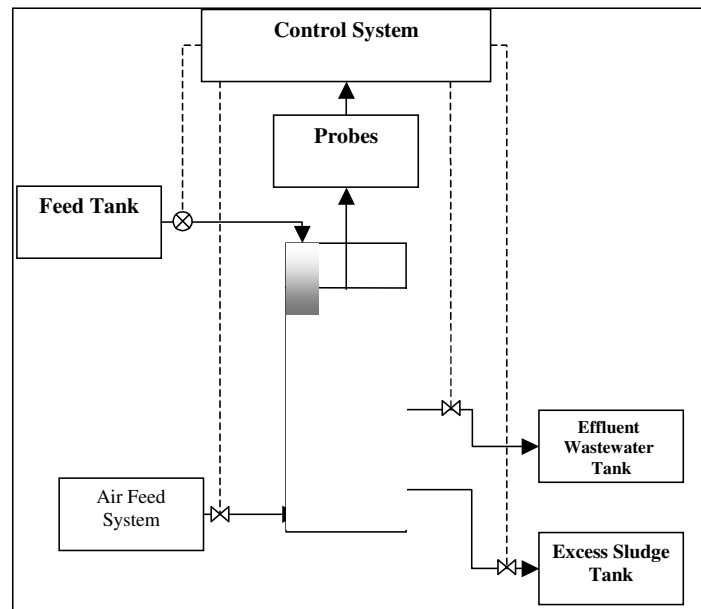 Control System
Probes
Feed Tank
Effluent
Wastewater
Tank
Air Feed
System
Excess Sludge
Tank